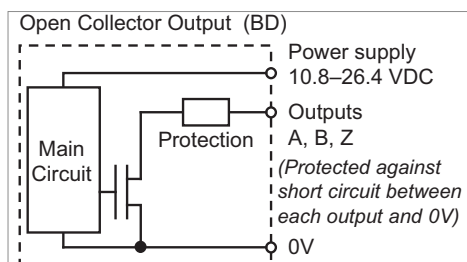 Open Collector Output (BD)
Power supply
10.8–26.4 VDC
Outputs
A, B, Z
Protection
(Protected against
short circuit between
each output and 0V)
Main
Circuit
0V